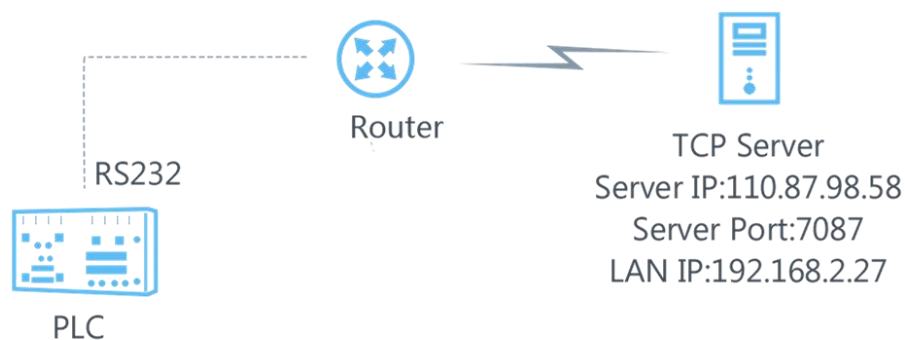 Router
TCP Server
RS232
Server IP:110.87.98.58
Server Port:7087
LAN IP:192.168.2.27
PLC